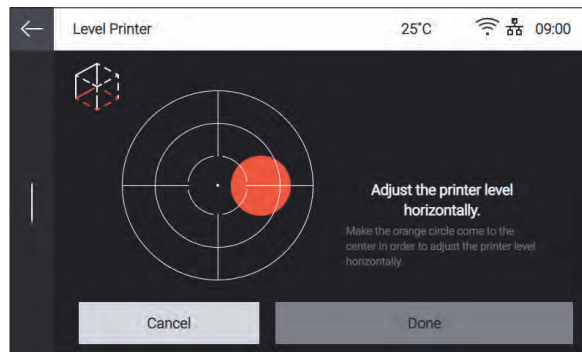 Level Printer 25˚C 09:00
Adjust the printer level
horizontally.
Make the orange circle come to the
center in order to adjust the printer level
horizontally.
Cancel Done